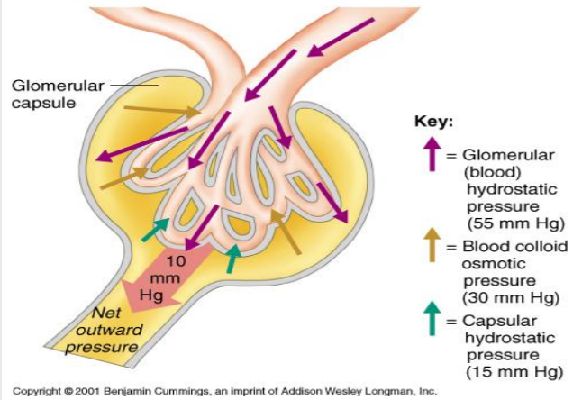 Glomerular
capsule
10
mm
Hg
Net
outward
pressure
Key:
= Glomerular
(blood)
hydrostatic
pressure
(55 mm Hg)
= Blood colloid
osmotic
pressure
(30 mm Hg)
= Capsular
hydrostatic
pressure
(15 mm Hg)
Copyright © 2001 Benjamin Cummings, an imprint of Addison Wesley Longman, Inc.